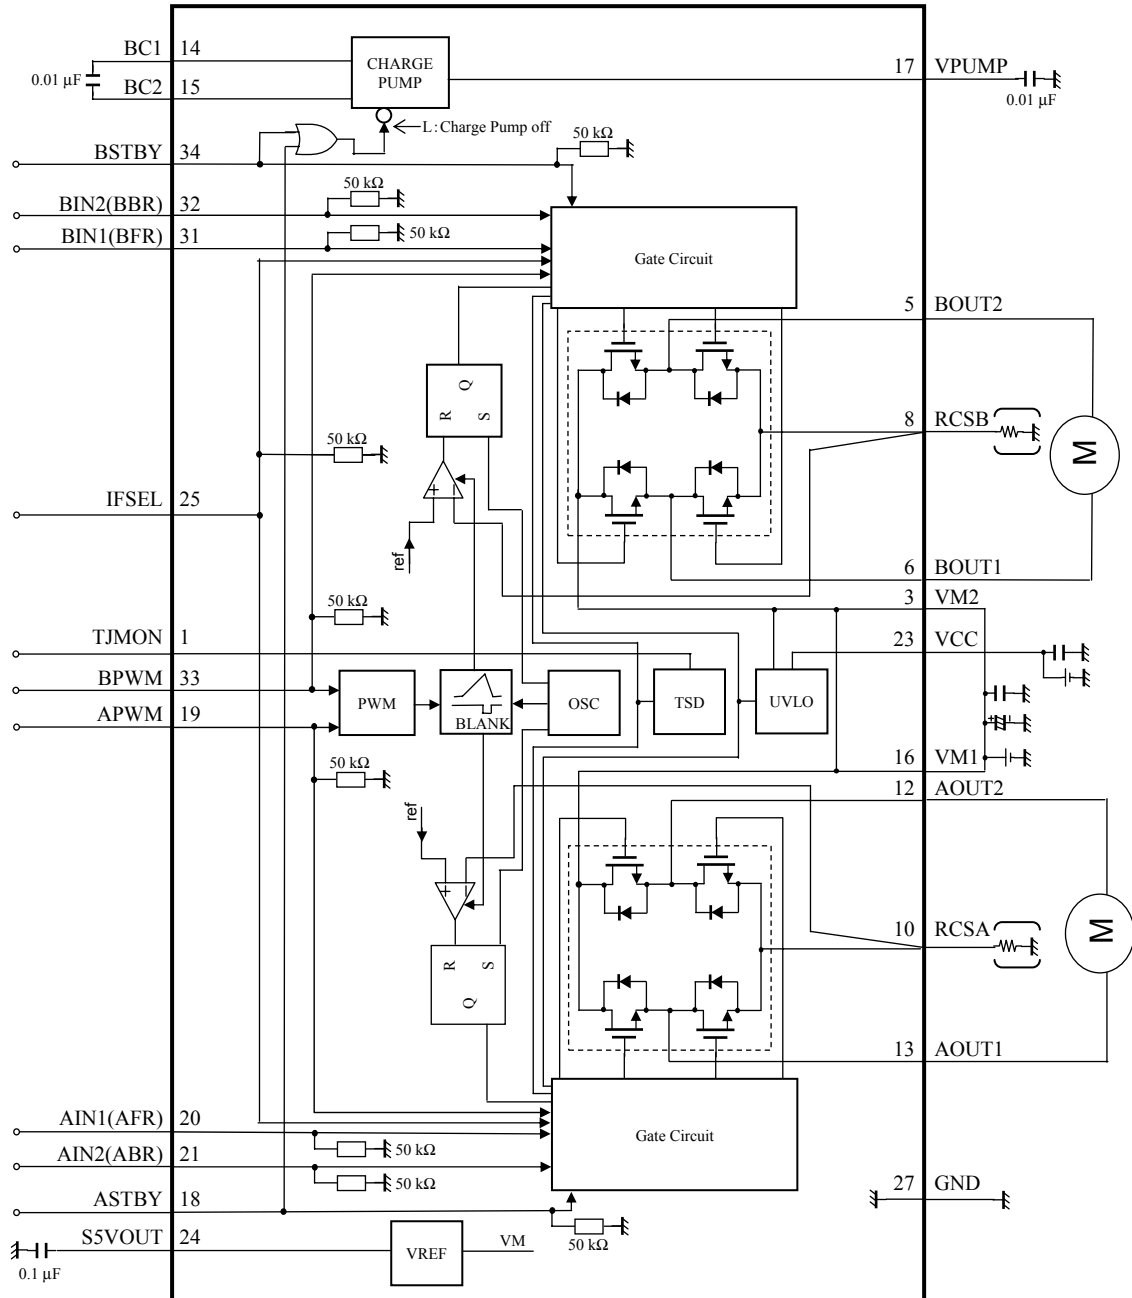 BC1 14
0.01 µF
BC2 15
CHARGE
PUMP
17 VPUMP
0.01 µF
L : Charge Pump off
BSTBY 34
50 kΩ
50 kΩ
BIN2(BBR) 32
BIN1(BFR) 31
50 kΩ
Gate Circuit
5 BOUT2
Q
R
S
8 RCSB
M
50 kΩ
IFSEL 25
+
−
ref
6 BOUT1
3 VM2
50 kΩ
TJMON 1
23 VCC
BPWM 33
APWM 19
PWM
BLANK
OSC
TSD
UVLO
+
16 VM1
12 AOUT2
50 kΩ
ref
+
−
10 RCSA
M
R
S
Q
13 AOUT1
AIN1(AFR) 20
50 kΩ
AIN2(ABR) 21
50 kΩ
Gate Circuit
ASTBY 18
50 kΩ
27 GND
S5VOUT 24
0.1 µF
VREF
VM